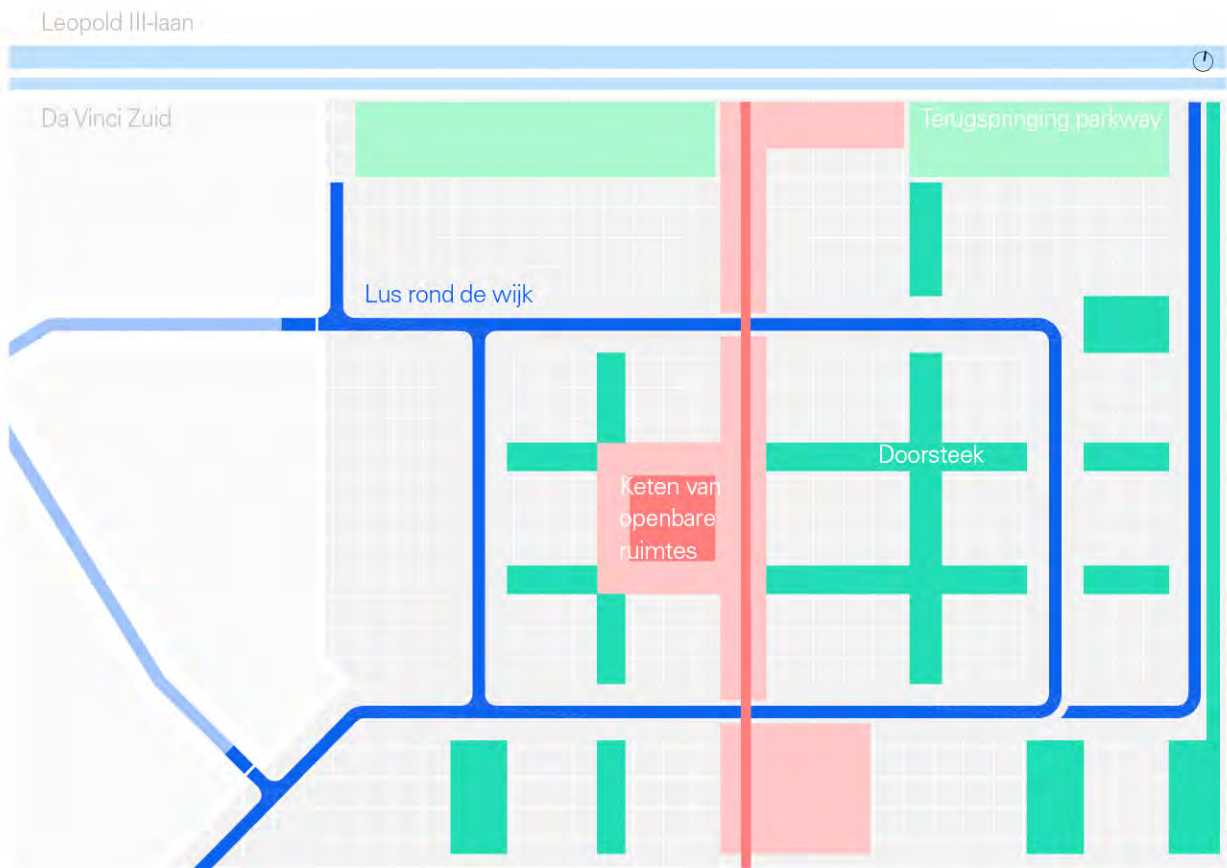 Leopold III-laan
Da Vinci Zuid
Terugspringing parkway
Lus rond de wijk
Doorsteek
Keten van
openbare
ruimtes